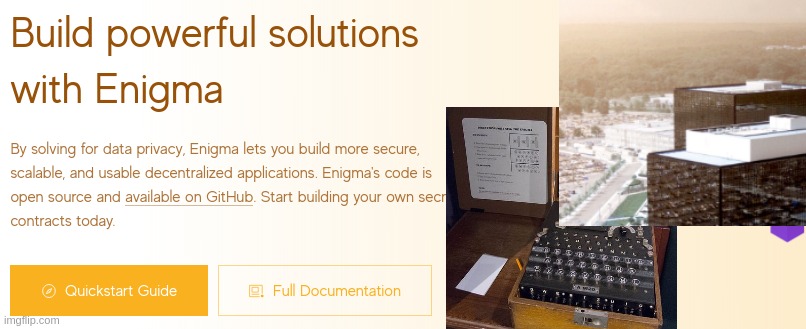 Build powerful solutions
with Enigma
By solving for data privacy, Enigma lets you build more secure,
scalable, and usable decentralized applications. Enigma's code is
open source and available on GitHub. Start building your own secr
contracts today.
Quickstart Guide
Full Documentation
imgflip.com